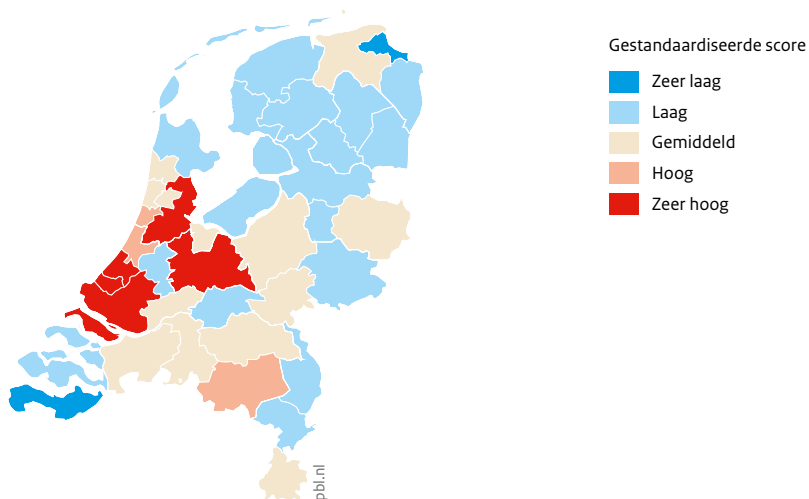 Gestandaardiseerde score
Zeer laag
Laag
Gemiddeld
Hoog
Zeer hoog
pbl.nl